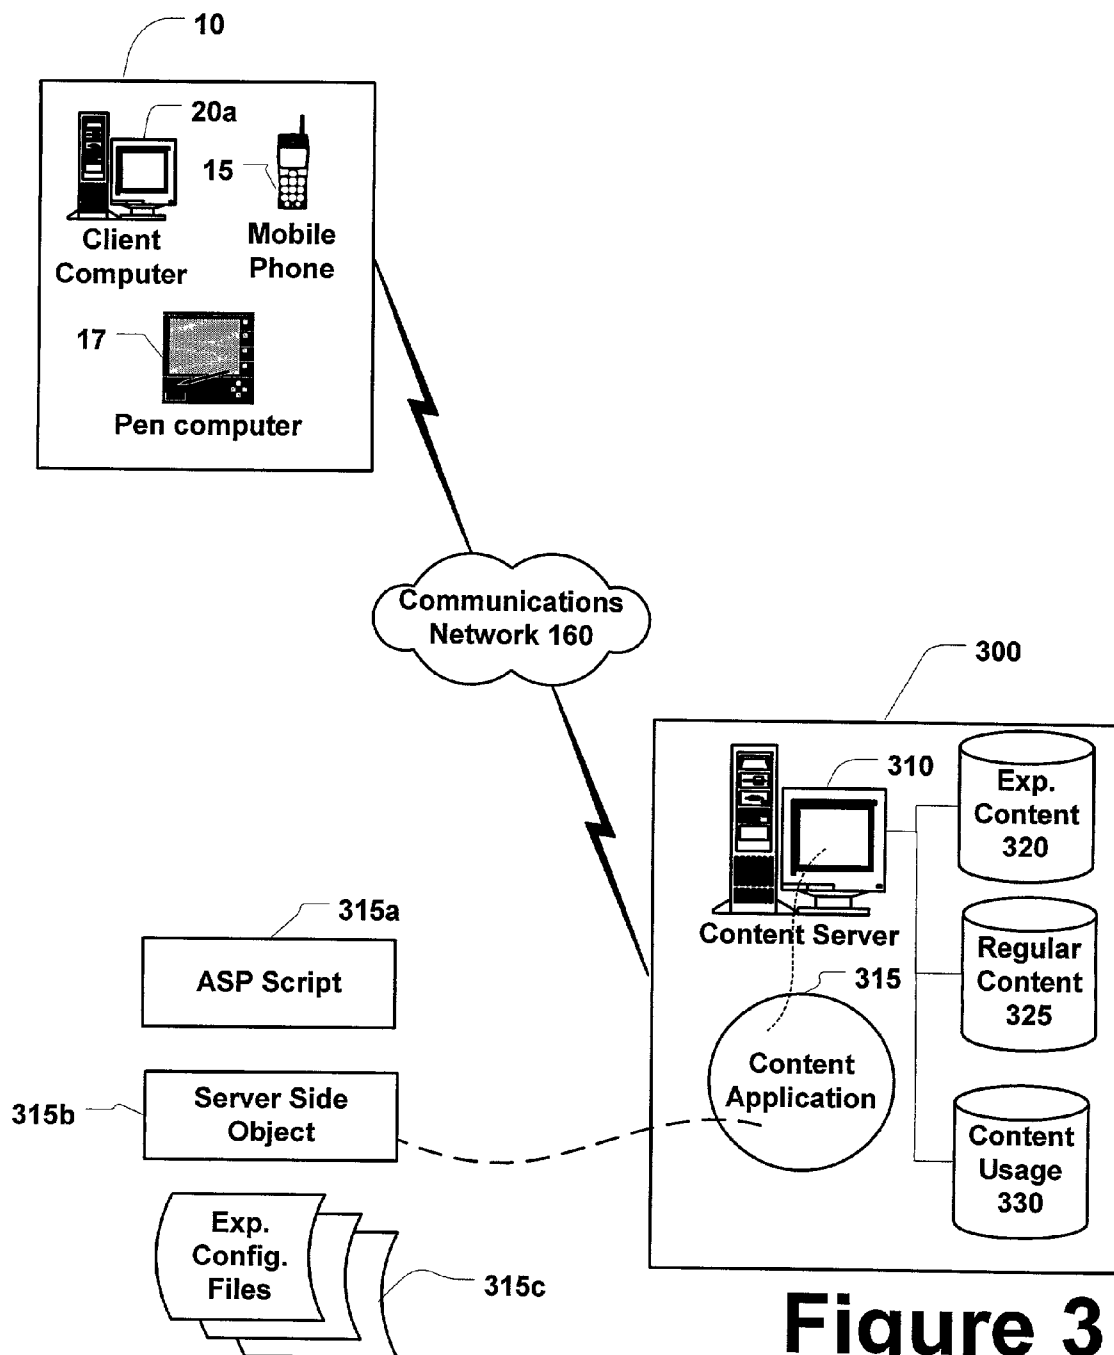 10
20a
15
Client
Computer
Mobile
Phone
17
Pen computer
Communications
Network 160
300
310
Exp.
Content
320
Content Server
315a
ASP Script
315
Regular
Content
325
Content
Application
315b
Server Side
Object
Content
Usage
330
Exp.
Config.
Files
315c
Figure 3